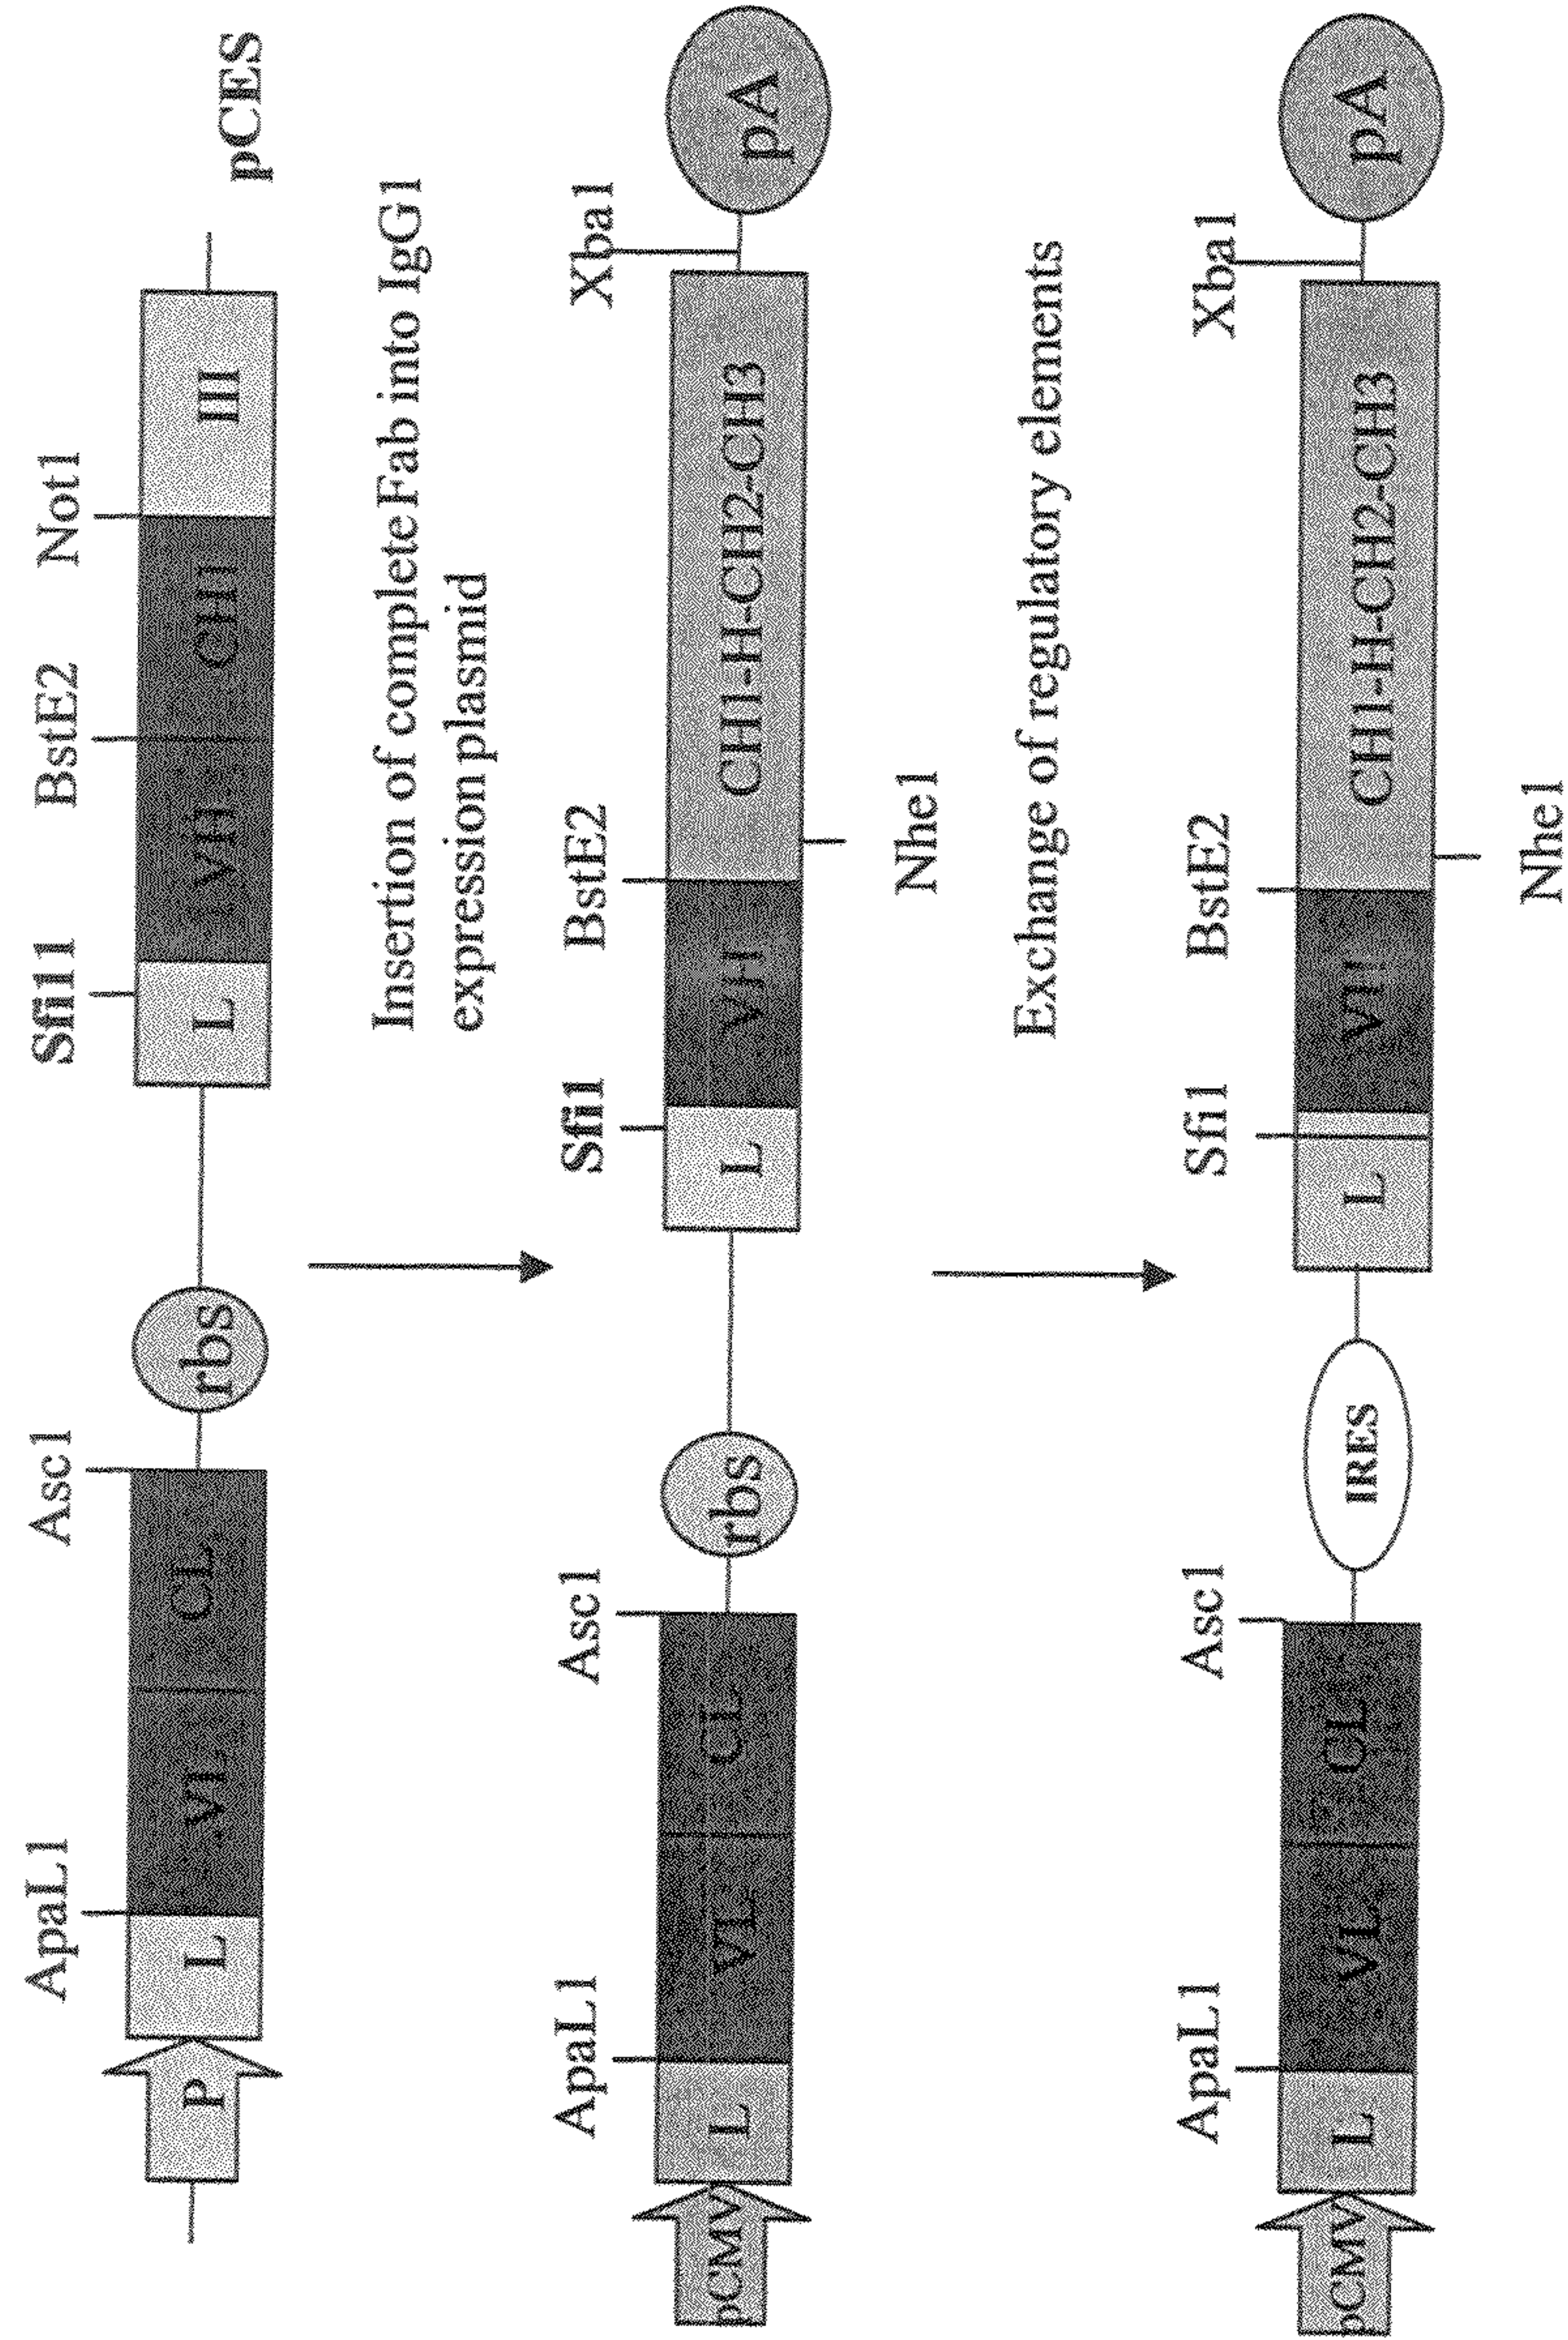 ApaL1 Asc1 Sfi11 BstE2 Not1
P L VL CL rbs L VH CH1 III
pCES
Insertion of complete Fab into IgG1
expression plasmid
ApaL1 Asc1 Sfi1 BstE2 Xba1
pCMV L VL CL rbs L VH CH1-H-CH2-CH3 pA
Nhe1
Exchange of regulatory elements
ApaL1 Asc1 Sfi1 BstE2 Xba1
pCMV L VL CL IRES L VH CH1-H-CH2-CH3 pA
Nhe1